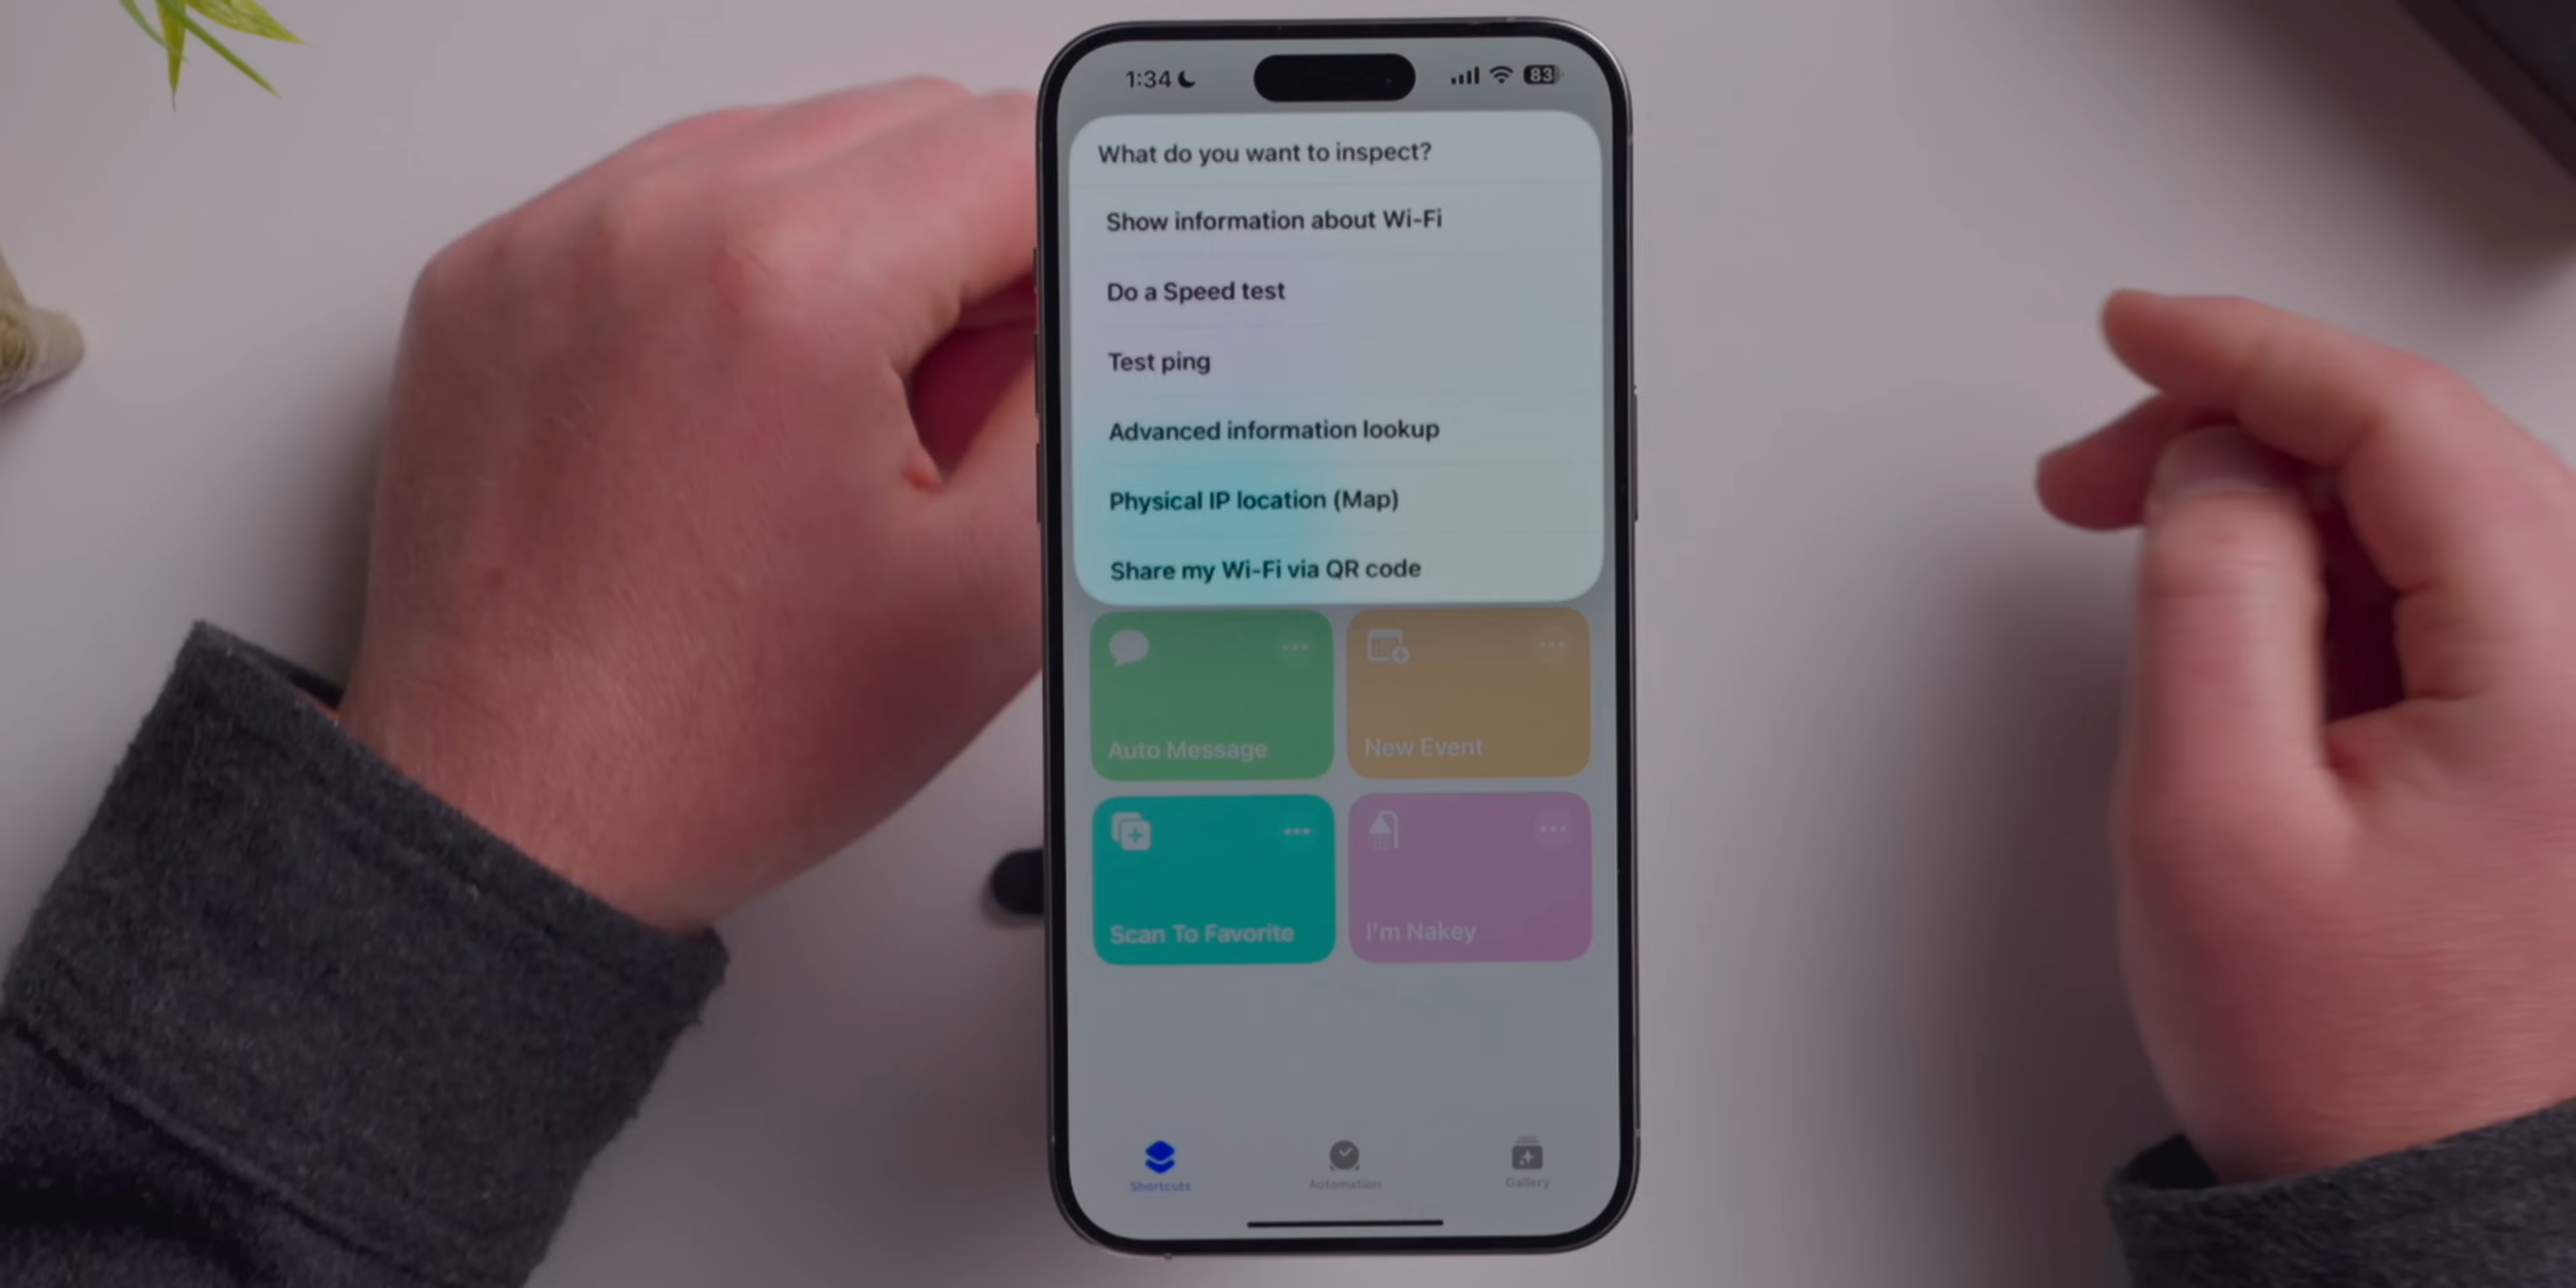 1:34
83
What do you want to inspect?
Show information about Wi-Fi
Do a Speed test
Test ping
Advanced information lookup
Physical IP location (Map)
Share my Wi-Fi via QR code
Auto Message
New Event
Scan To Favorite
I'm Nakey
Shortcuts
Automation
Gallery